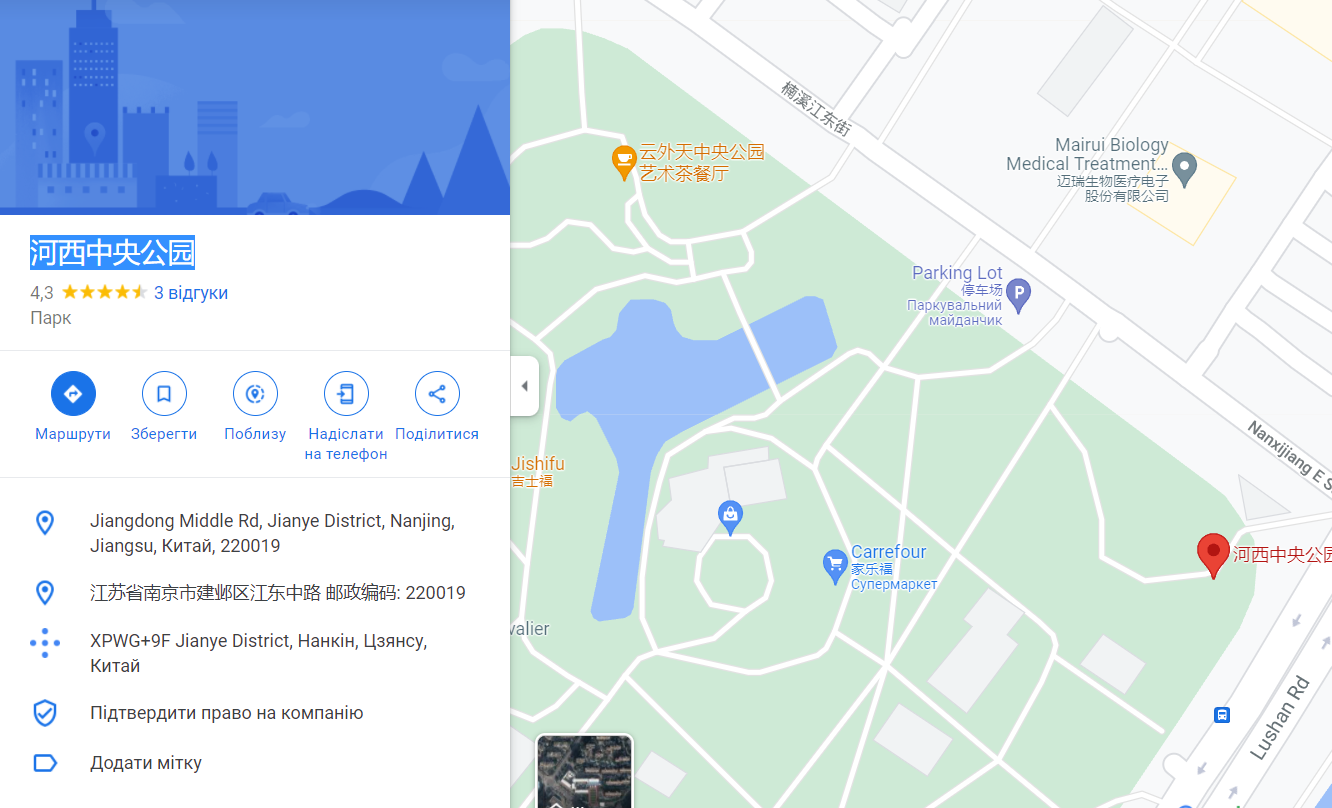 河西中央公园
4,3 3 відгуки
Парк
Маршрути
Зберегти
Поблизу
Надіслати
на телефон
Поділитися
Jiangdong Middle Rd, Jianye District, Nanjing,
Jiangsu, Китай, 220019
江苏省南京市建邺区江东中路 邮政编码: 220019
XPWG+9F Jianye District, Нанкін, Цзянсу,
Китай
Підтвердити право на компанію
Додати мітку
楠溪江东街
云外天中央公园
艺术茶餐厅
Mairui Biology
Medical Treatment...
迈瑞生物医疗电子
股份有限公司
Parking Lot
停车场
Паркувальний
майданчик
P
Nanxijiang E S
Jishifu
吉士福
Carrefour
家乐福
Супермаркет
河西中央公园
valier
Lushan Rd